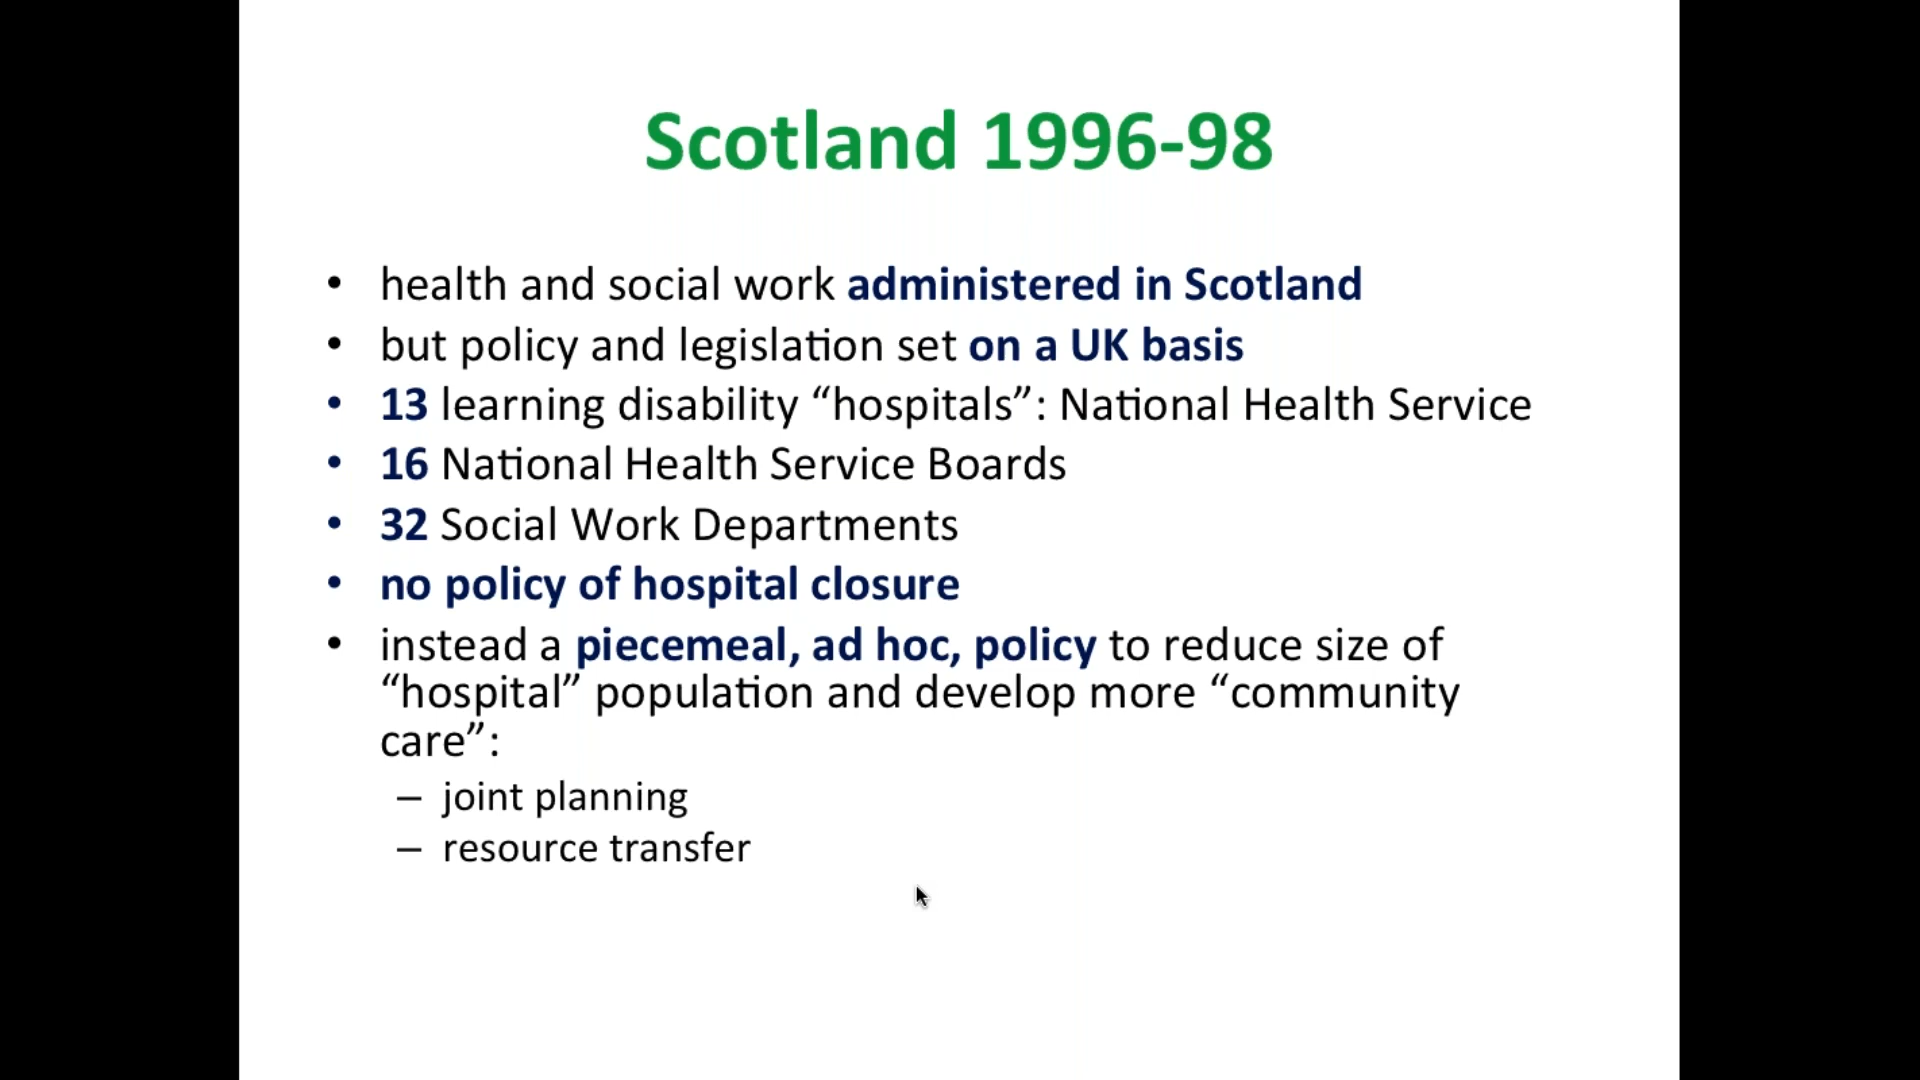 Scotland 1996-98
• health and social work administered in Scotland
• but policy and legislation set on a UK basis
• 13 learning disability “hospitals”: National Health Service
• 16 National Health Service Boards
• 32 Social Work Departments
• no policy of hospital closure
• instead a piecemeal, ad hoc, policy to reduce size of
“hospital” population and develop more “community
care”:
– joint planning
– resource transfer